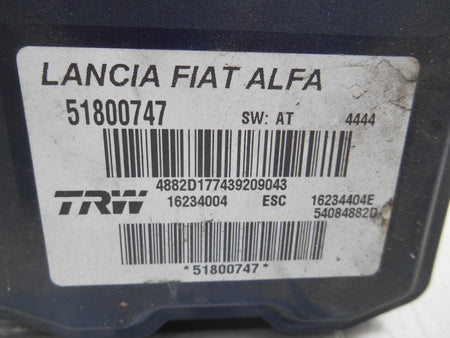 LANCIA FIAT ALFA
51800747 SW: AT 4444
4882D177439209043
TRW 16234004 ESC 16234404E
54084882D
*51800747*